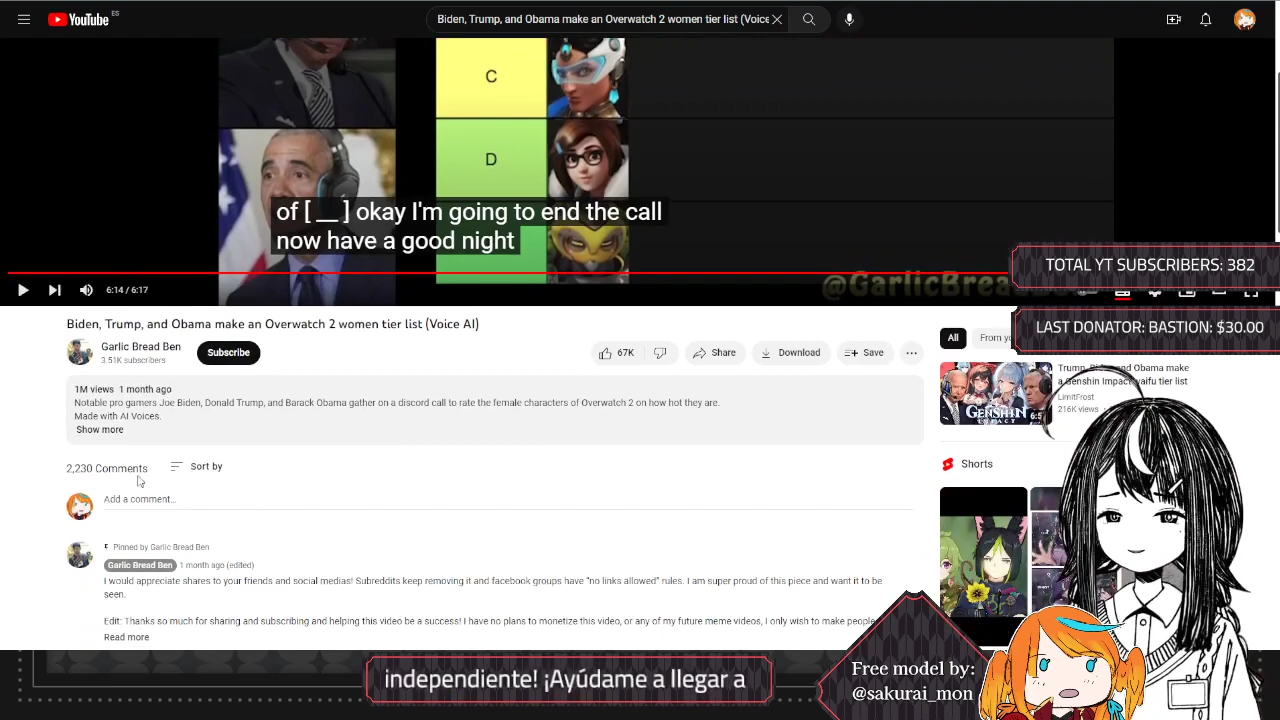 YouTube ES
Biden, Trump, and Obama make an Overwatch 2 women tier list (Voice
C
D
of [ __ ] okay I'm going to end the call
now have a good night
@GarlicBrea
6:14 / 6:17
TOTAL YT SUBSCRIBERS: 382
LAST DONATOR: BASTION: $30.00
Biden, Trump, and Obama make an Overwatch 2 women tier list (Voice AI)
Garlic Bread Ben
3.51K subscribers
Subscribe
67K
Share
Download
Save
All
From yo
1M views 1 month ago
Notable pro gamers Joe Biden, Donald Trump, and Barack Obama gather on a discord call to rate the female characters of Overwatch 2 on how hot they are.
Made with AI Voices.
Show more
Trump, Biden and Obama make
a Genshin Impact waifu tier list
LimitFrost
216K views
GENSHIN
IMPACT
Shorts
2,230 Comments
Sort by
Add a comment...
Pinned by Garlic Bread Ben
Garlic Bread Ben 1 month ago (edited)
I would appreciate shares to your friends and social medias! Subreddits keep removing it and facebook groups have "no links allowed" rules. I am super proud of this piece and want it to be
seen.
Edit: Thanks so much for sharing and subscribing and helping this video be a success! I have no plans to monetize this video, or any of my future meme videos, I only wish to make people
Read more
independiente! ¡Ayúdame a llegar a
Free model by:
@sakurai_mon